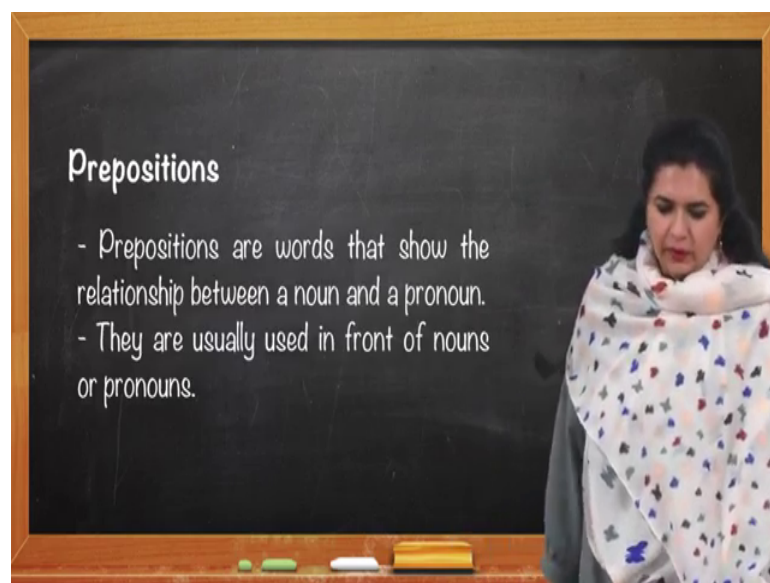 Prepositions
- Prepositions are words that show the
relationship between a noun and a pronoun.
- They are usually used in front of nouns
or pronouns.